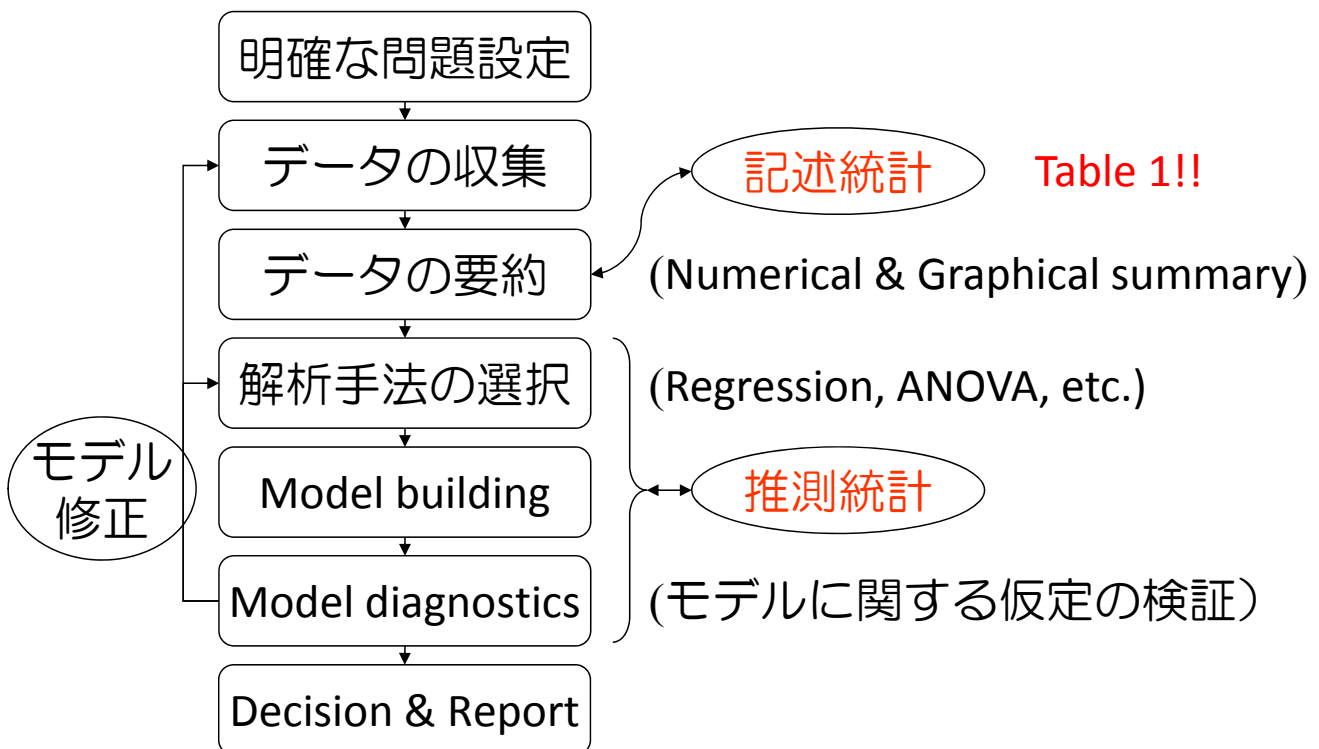 明確な問題設定
データの収集
記述統計
Table 1!!
データの要約
(Numerical & Graphical summary)
解析手法の選択
(Regression, ANOVA, etc.)
モデル
修正
Model building
推測統計
Model diagnostics
(モデルに関する仮定の検証）
Decision & Report